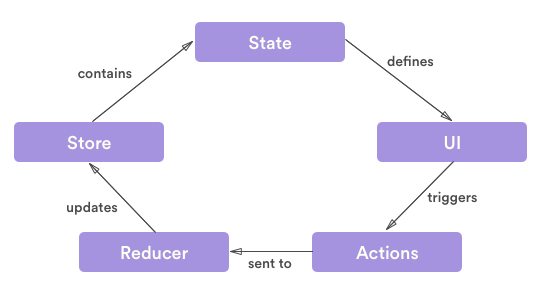 State
contains
defines
Store
UI
updates
triggers
Reducer
sent to
Actions